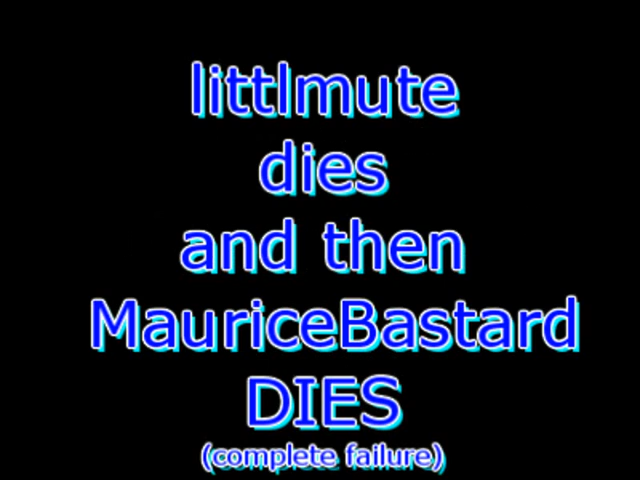 littlmute
dies
and then
MauriceBastard
DIES
(complete failure)